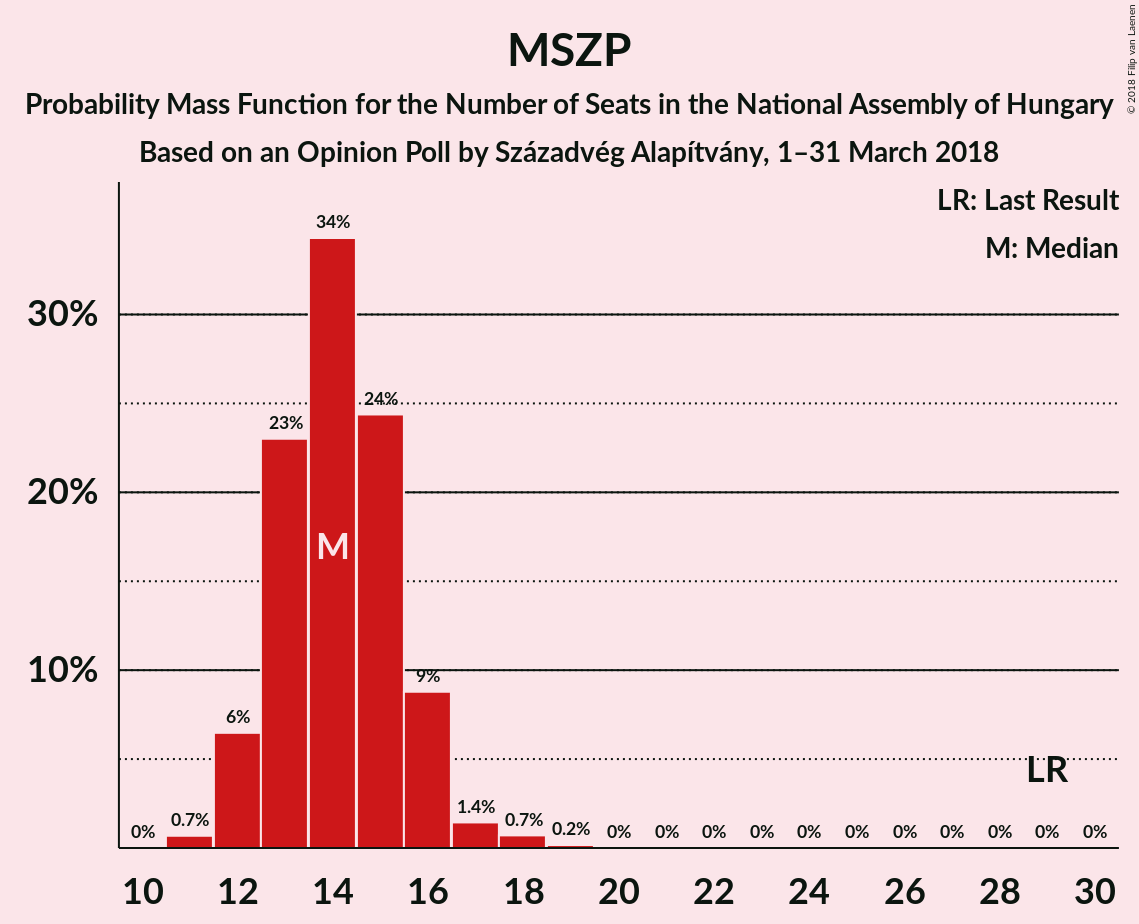 MSZP
Probability Mass Function for the Number of Seats in the National Assembly of Hungary
Based on an Opinion Poll by Századvég Alapítvány, 1–31 March 2018
© 2018 Filip van Laenen
LR: Last Result
M: Median
34%
30%
24%
23%
20%
M
10%
9%
6%
LR
0% 0.7% 1.4% 0.7% 0.2% 0% 0% 0% 0% 0% 0% 0% 0% 0% 0% 0%
10 12 14 16 18 20 22 24 26 28 30